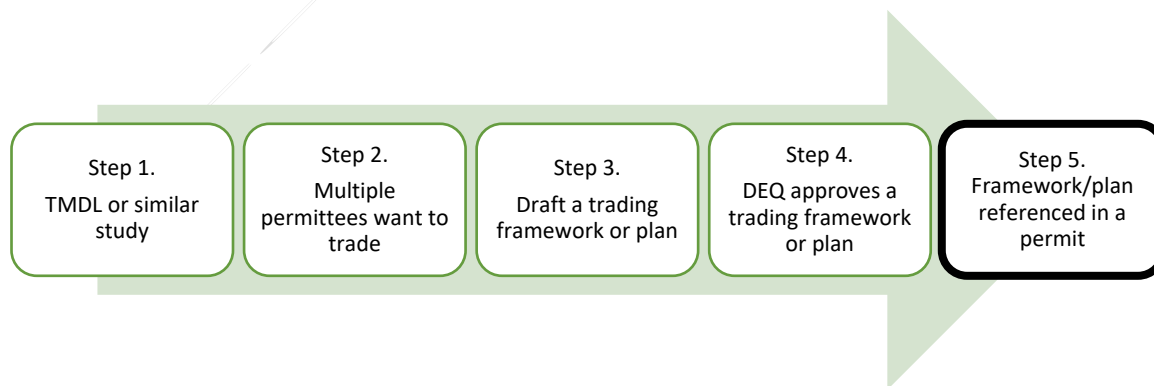 Step 1.
TMDL or similar
study
Step 2.
Multiple
permittees want to
trade
Step 3.
Draft a trading
framework or plan
Step 4.
DEQ approves a
trading framework
or plan
Step 5.
Framework/plan
referenced in a
permit